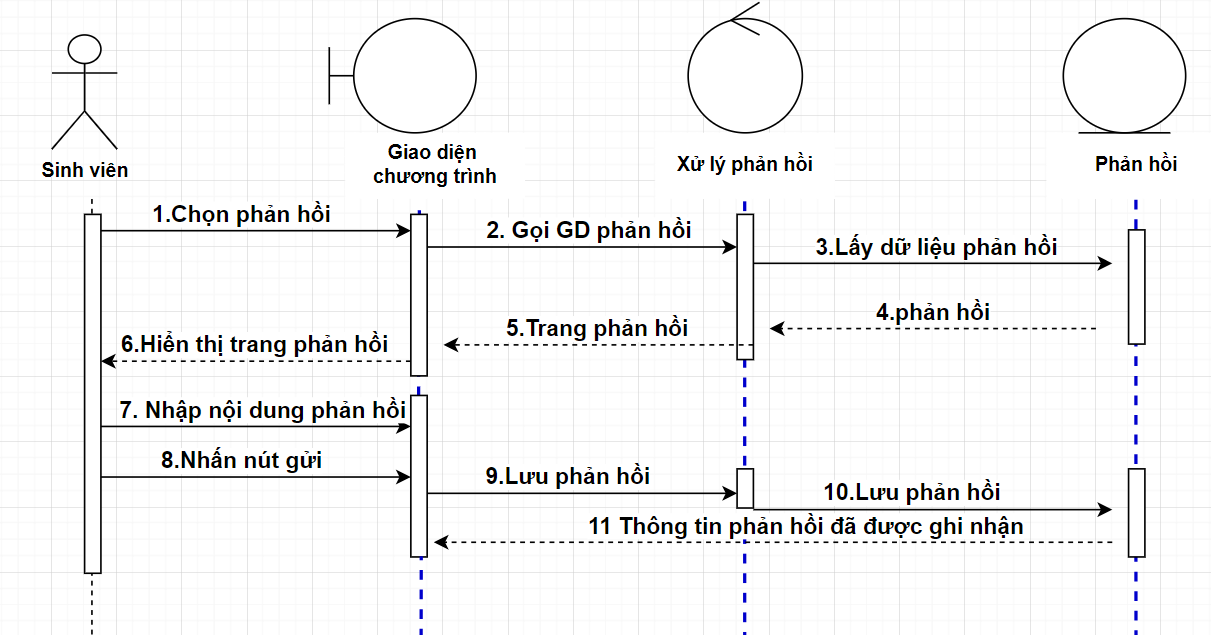 Sinh viên
Giao diện
chương trình
Xử lý phản hồi
Phản hồi
1.Chọn phản hồi
2. Gọi GD phản hồi
3.Lấy dữ liệu phản hồi
4.phản hồi
5.Trang phản hồi
6.Hiển thị trang phản hồi
7. Nhập nội dung phản hồi
8.Nhấn nút gửi
9.Lưu phản hồi
10.Lưu phản hồi
11 Thông tin phản hồi đã được ghi nhận